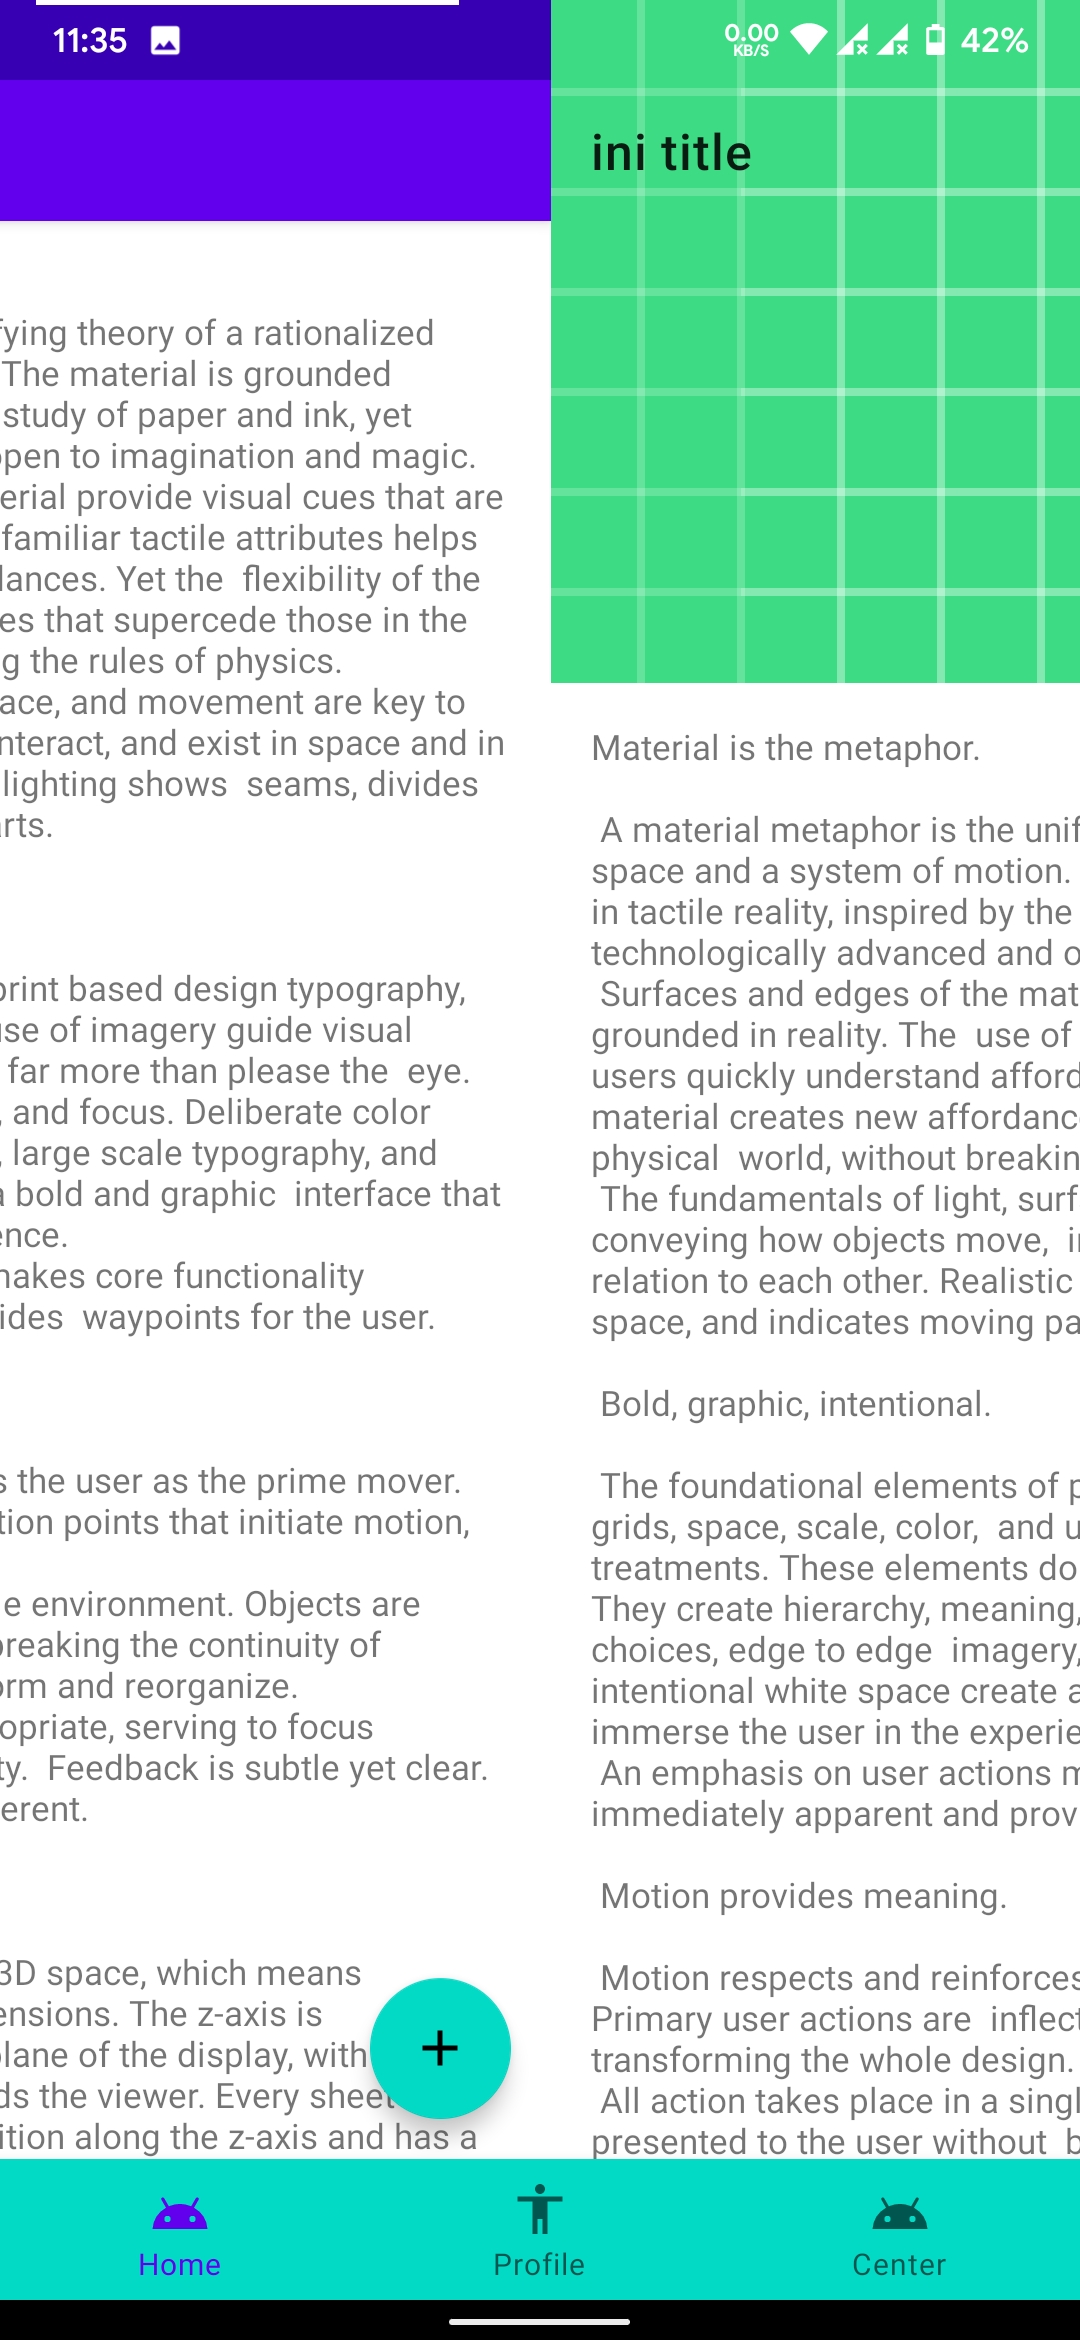 11:35
0.00
KB/S
42%
fying theory of a rationalized
The material is grounded
study of paper and ink, yet
open to imagination and magic.
erial provide visual cues that are
familiar tactile attributes helps
lances. Yet the  flexibility of the
es that supercede those in the
g the rules of physics.
ace, and movement are key to
nteract, and exist in space and in
lighting shows  seams, divides
arts.
print based design typography,
use of imagery guide visual
far more than please the  eye.
, and focus. Deliberate color
, large scale typography, and
a bold and graphic  interface that
ence.
makes core functionality
ides  waypoints for the user.
s the user as the prime mover.
tion points that initiate motion,
e environment. Objects are
breaking the continuity of
orm and reorganize.
opriate, serving to focus
ty.  Feedback is subtle yet clear.
erent.
3D space, which means
ensions. The z-axis is
plane of the display, with
ds the viewer. Every sheet
ition along the z-axis and has a
ini title
Material is the metaphor.
A material metaphor is the unif
space and a system of motion.
in tactile reality, inspired by the
technologically advanced and o
Surfaces and edges of the mat
grounded in reality. The  use of
users quickly understand afford
material creates new affordance
physical  world, without breakin
The fundamentals of light, surf
conveying how objects move,  in
relation to each other. Realistic
space, and indicates moving pa
Bold, graphic, intentional.
The foundational elements of p
grids, space, scale, color,  and u
treatments. These elements do
They create hierarchy, meaning,
choices, edge to edge  imagery,
intentional white space create a
immerse the user in the experie
An emphasis on user actions m
immediately apparent and prov
Motion provides meaning.
Motion respects and reinforces
Primary user actions are  inflect
transforming the whole design.
All action takes place in a singl
presented to the user without  b
Home
Profile
Center